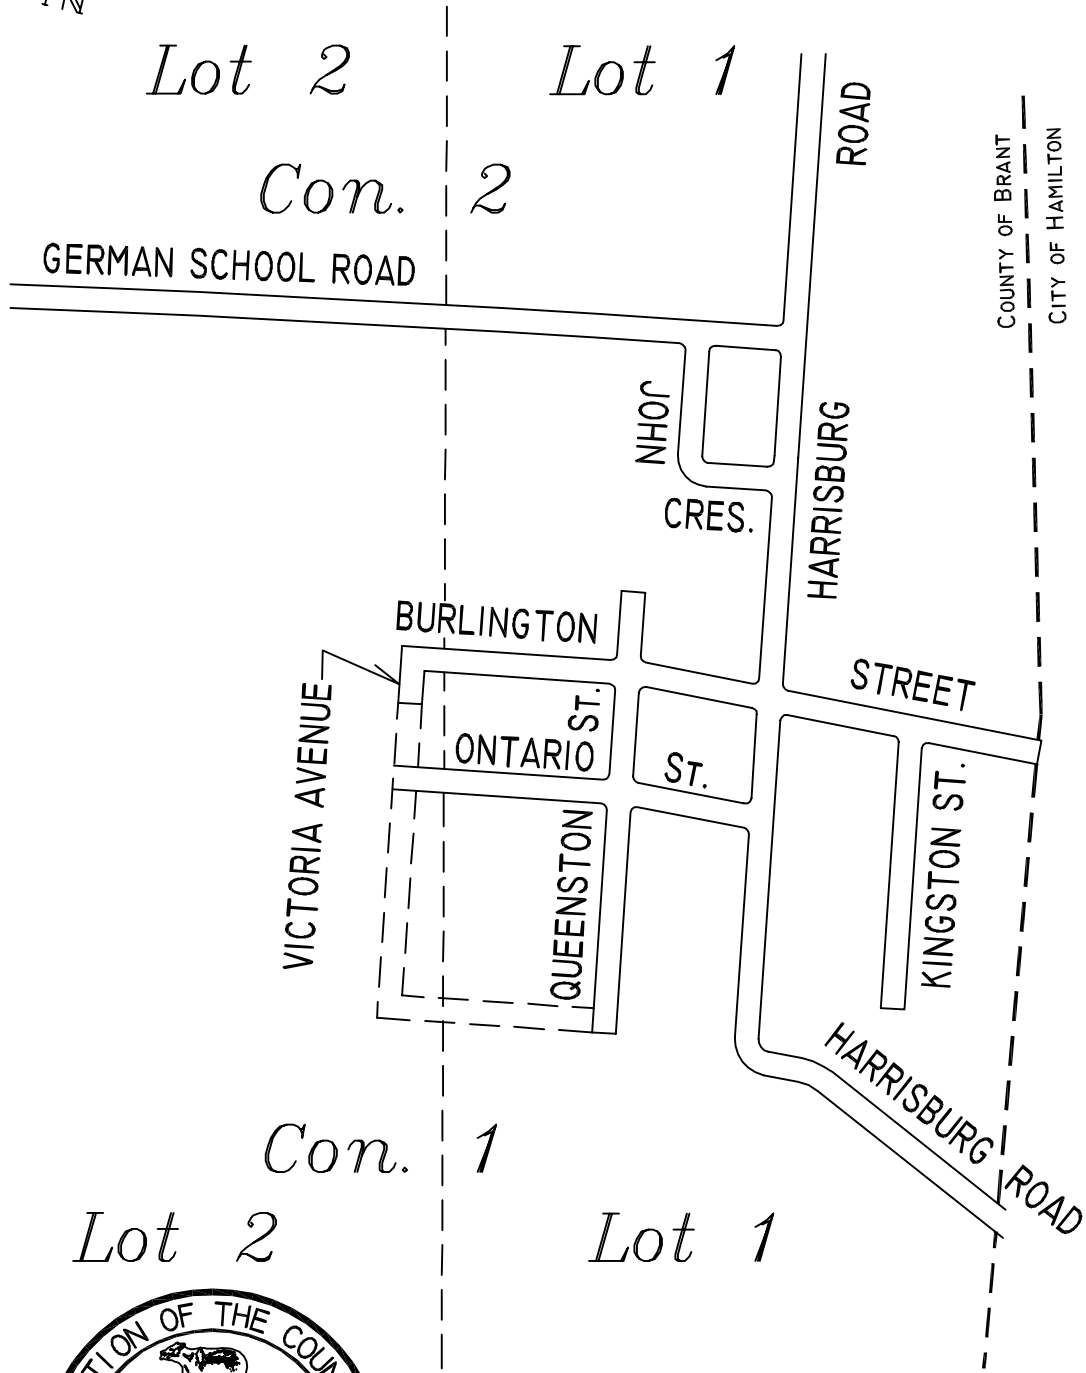 Lot 2
Lot 1
ROAD
COUNTY OF BRANT
CITY OF HAMILTON
Con. 2
GERMAN SCHOOL ROAD
JOHN
CRES.
HARRISBURG
BURLINGTON
STREET
VICTORIA AVENUE
ST.
ONTARIO
ST.
QUEENSTON
KINGSTON ST.
HARRISBURG ROAD
Con. 1
Lot 2
Lot 1
OF THE